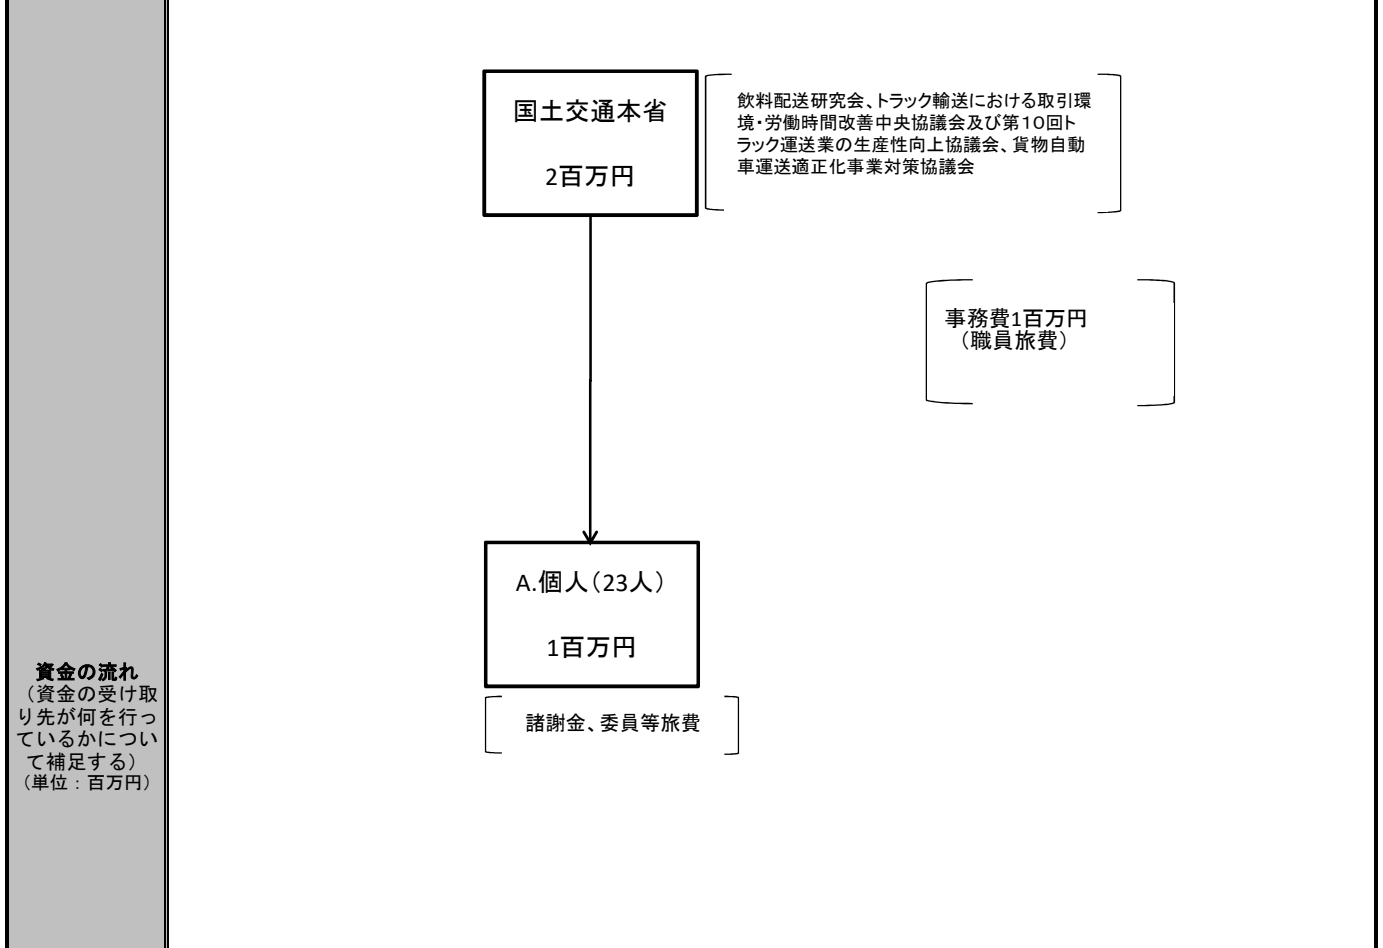 国土交通本省
2百万円
飲料配送研究会、トラック輸送における取引環
境・労働時間改善中央協議会及び第10回ト
ラック運送業の生産性向上協議会、貨物自動
車運送適正化事業対策協議会
事務費1百万円
（職員旅費）
A.個人（23人）
1百万円
諸謝金、委員等旅費
資金の流れ
（資金の受け取
り先が何を行っ
ているかについ
て補足する）
（単位：百万円）